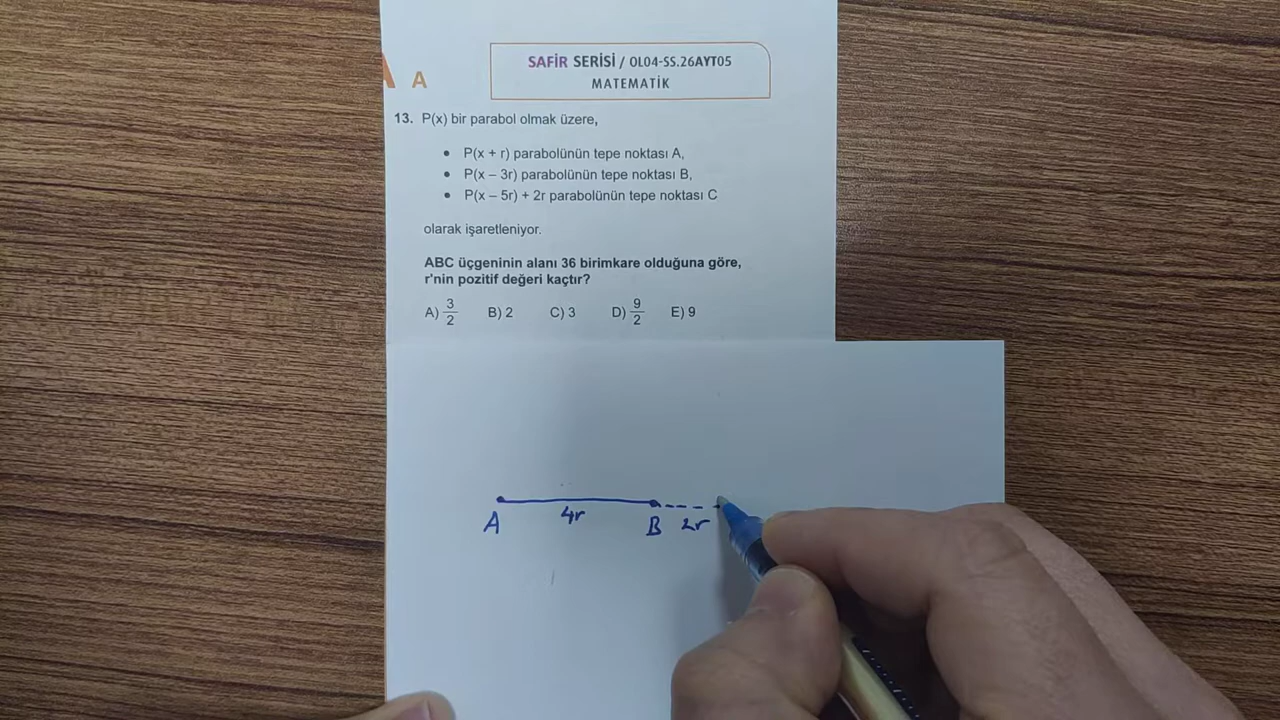 A
SAFİR SERİSİ / OL04-SS.26AYT05
MATEMATİK
13. P(x) bir parabol olmak üzere,
• P(x + r) parabolünün tepe noktası A,
• P(x – 3r) parabolünün tepe noktası B,
• P(x – 5r) + 2r parabolünün tepe noktası C
olarak işaretleniyor.
ABC üçgeninin alanı 36 birimkare olduğuna göre,
r'nin pozitif değeri kaçtır?
A) 3/2 B) 2 C) 3 D) 9/2 E) 9
A 4r B 2r